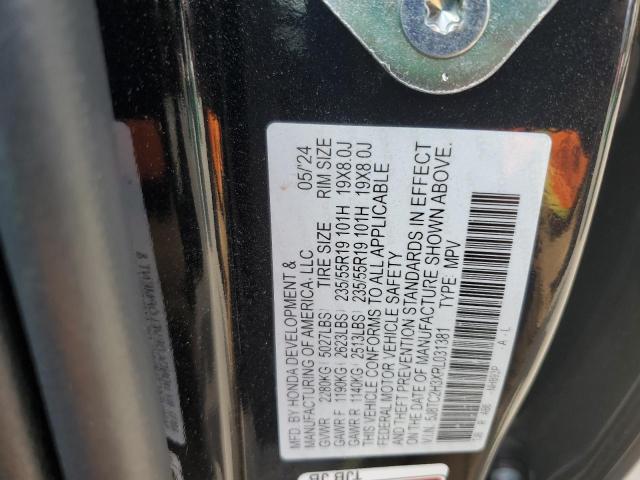 MFD. BY HONDA DEVELOPMENT &
MANUFACTURING OF AMERICA, LLC 05/'24
GVWR 2280KG 5027LBS TIRE SIZE RIM SIZE
GAWR F 1190KG 2623LBS 235/55R19 101H 19X8.0J
GAWR R 1140KG 2513LBS 235/55R19 101H 19X8.0J
THIS VEHICLE CONFORMS TO ALL APPLICABLE
FEDERAL MOTOR VEHICLE SAFETY
AND THEFT PREVENTION STANDARDS IN EFFECT
ON THE DATE OF MANUFACTURE SHOWN ABOVE.
V.I.N. 5J8TC2H3XRL031381 TYPE: MPV
A - L
1JB JB